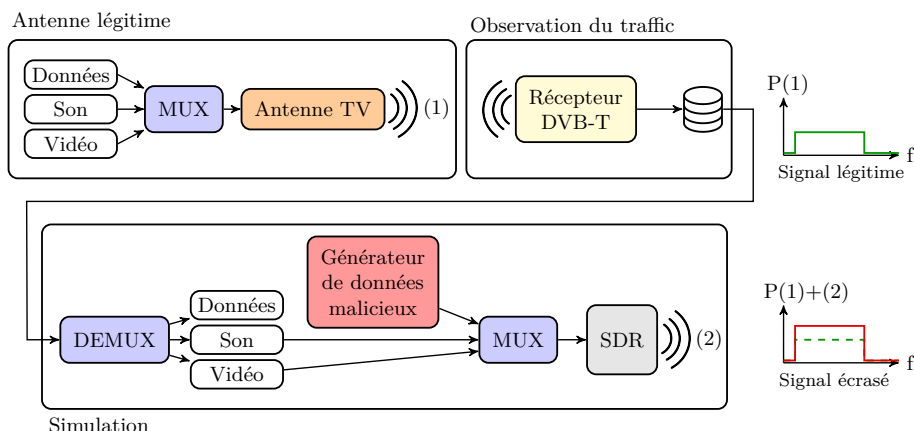 Antenne légitime
Données
Son
Vidéo
MUX
Antenne TV
(1)
Observation du traffic
Récepteur
DVB-T
P(1)
f
Signal légitime
Générateur
de données
malicieux
DEMUX
Données
Son
Vidéo
MUX
SDR
(2)
Simulation
P(1)+(2)
f
Signal écrasé